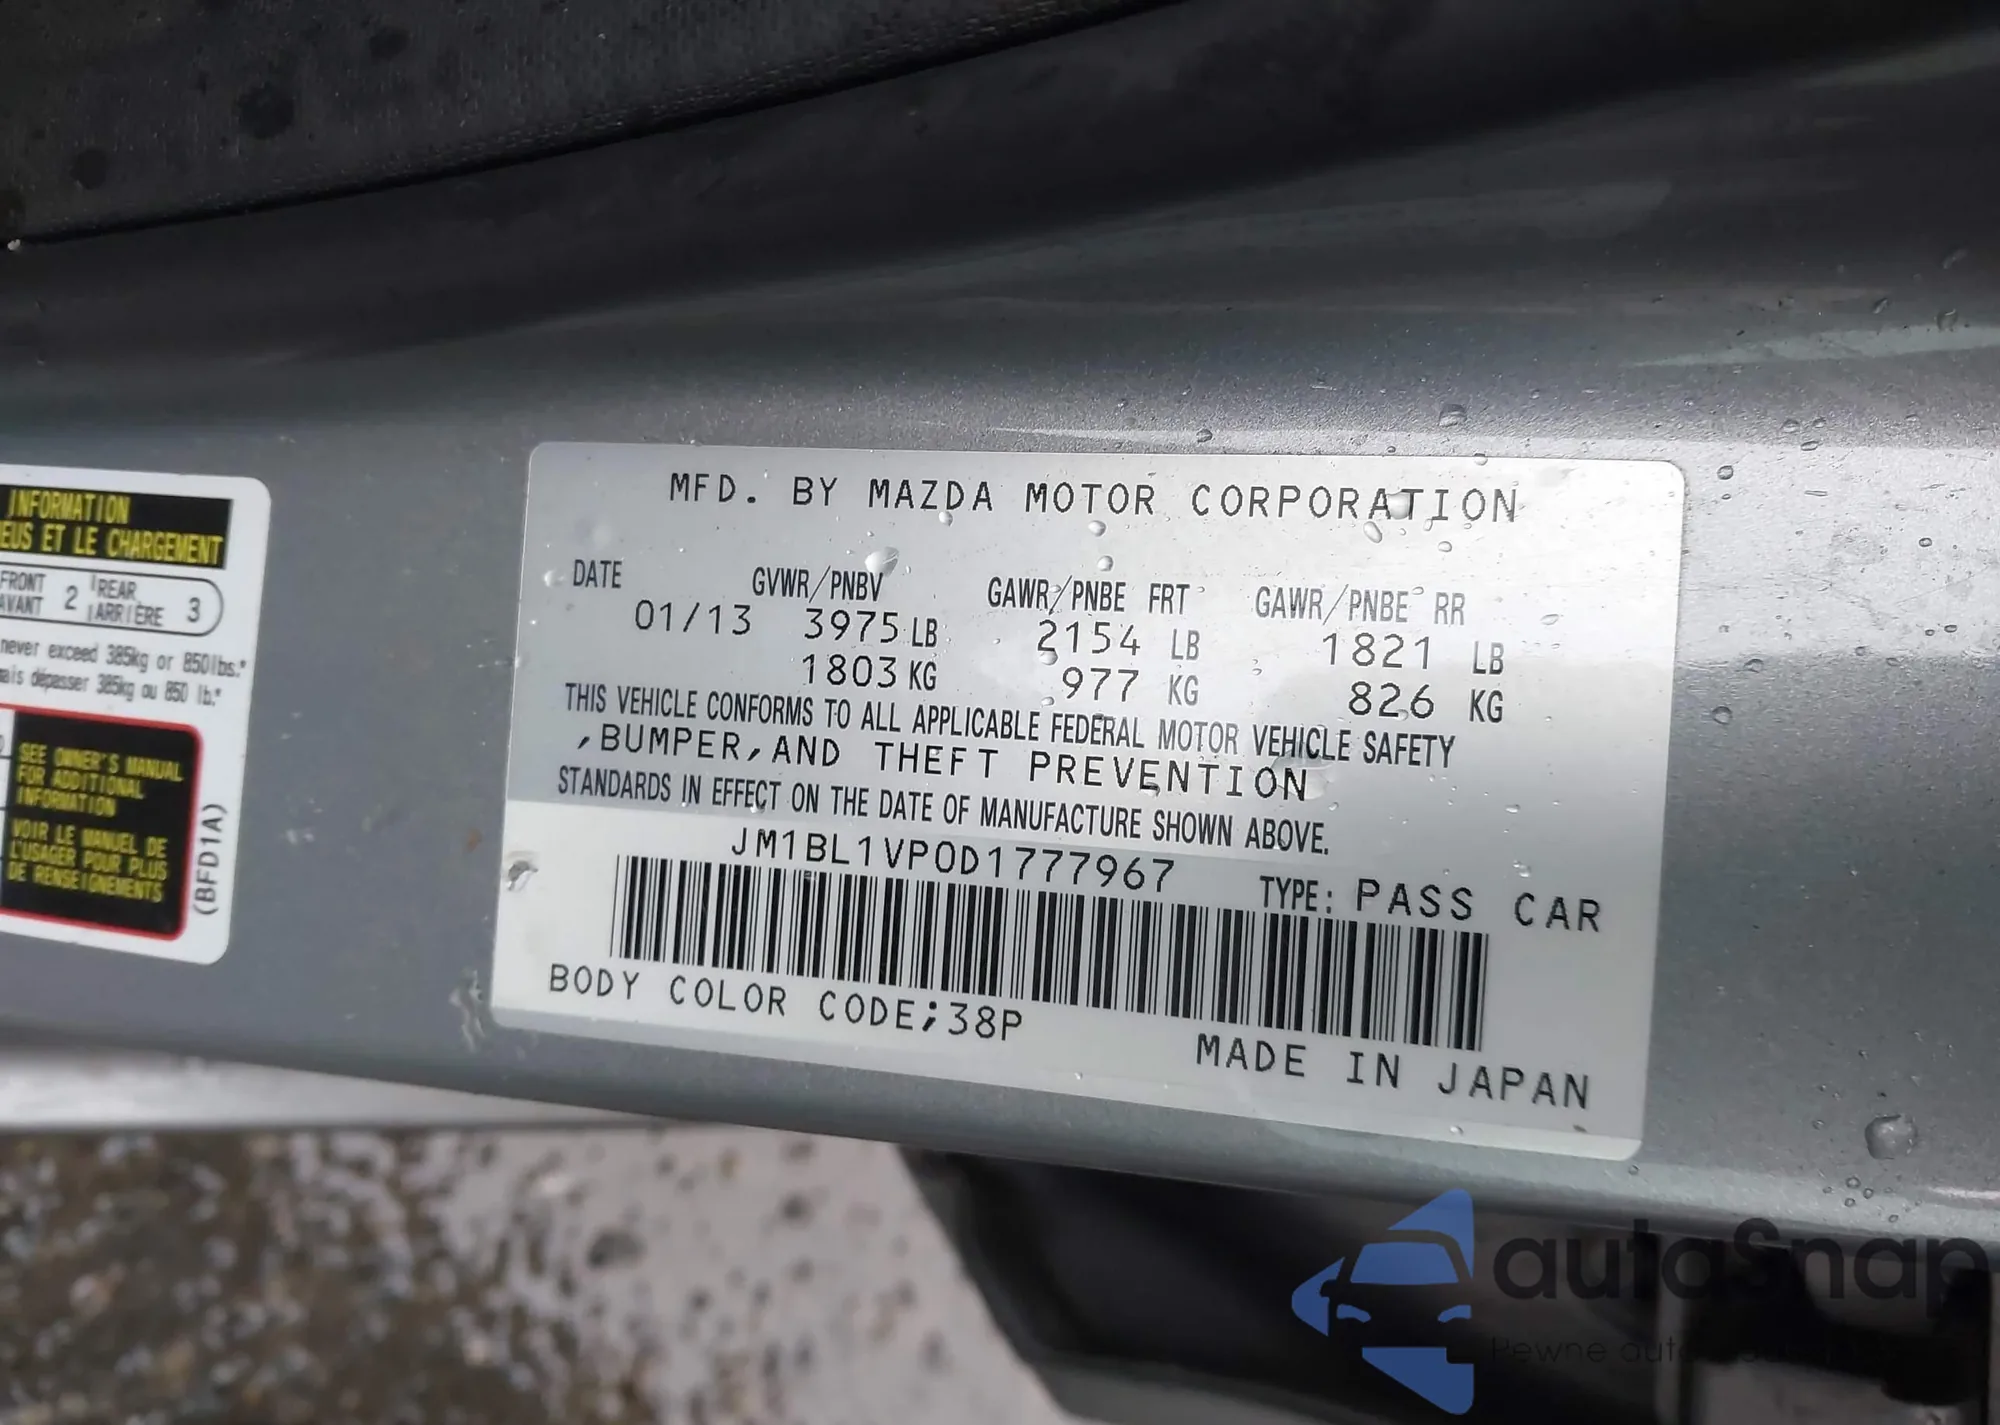 MFD. BY MAZDA MOTOR CORPORATION
DATE GVWR/PNBV GAWR/PNBE FRT GAWR/PNBE RR
01/13 3975 LB 2154 LB 1821 LB
1803 KG 977 KG 826 KG
THIS VEHICLE CONFORMS TO ALL APPLICABLE FEDERAL MOTOR VEHICLE SAFETY
,BUMPER,AND THEFT PREVENTION
STANDARDS IN EFFECT ON THE DATE OF MANUFACTURE SHOWN ABOVE.
JM1BL1VP0D1777967
TYPE: PASS CAR
BODY COLOR CODE;38P
MADE IN JAPAN
INFORMATION
EUS ET LE CHARGEMENT
FRONT 2 REAR 3
AVANT ARRIÈRE
never exceed 385kg or 850lbs.*
mais dépasser 385kg ou 850 lb.*
SEE OWNER'S MANUAL
FOR ADDITIONAL
INFORMATION
VOIR LE MANUEL DE
L'USAGER POUR PLUS
DE RENSEIGNEMENTS
(BFD1A)
autaSnap
Pewne aut